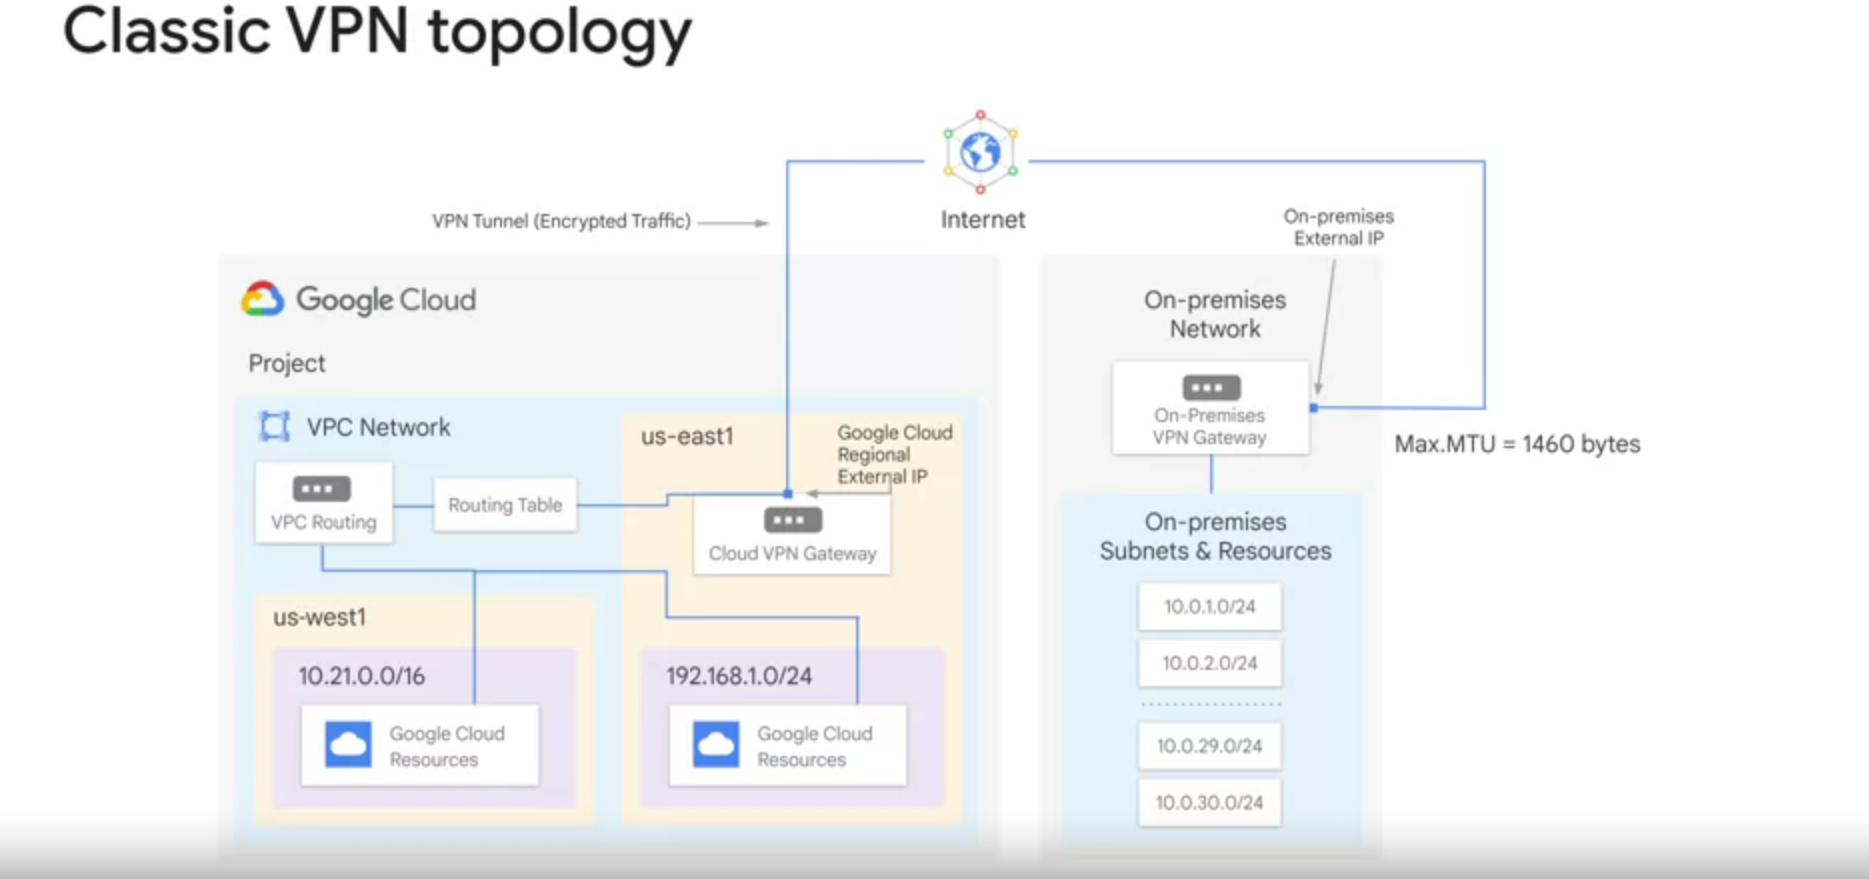 Classic VPN topology
VPN Tunnel (Encrypted Traffic)
Internet
On-premises
External IP
Google Cloud
Project
VPC Network
VPC Routing
Routing Table
us-east1
Google Cloud
Regional
External IP
Cloud VPN Gateway
us-west1
10.21.0.0/16
Google Cloud
Resources
192.168.1.0/24
Google Cloud
Resources
On-premises
Network
On-Premises
VPN Gateway
Max.MTU = 1460 bytes
On-premises
Subnets & Resources
10.0.1.0/24
10.0.2.0/24
10.0.29.0/24
10.0.30.0/24